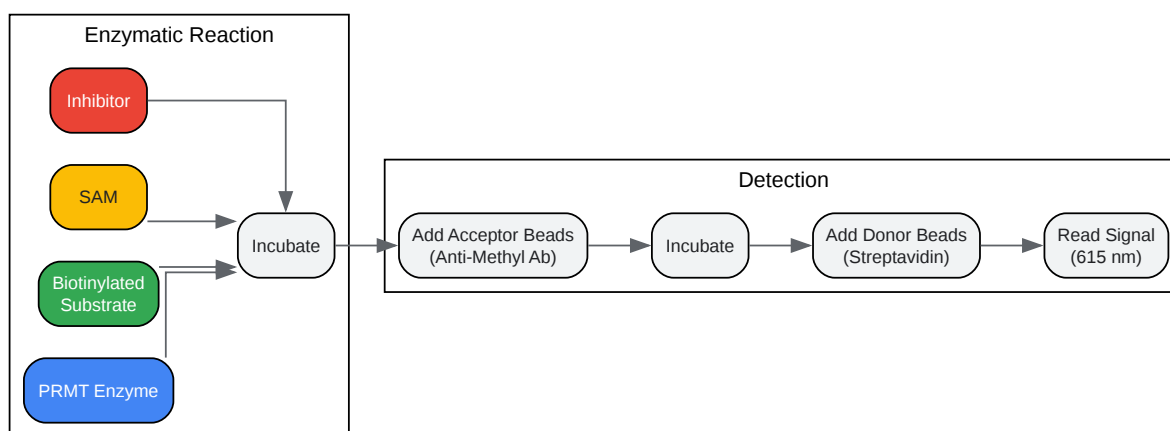 Enzymatic Reaction
Inhibitor
SAM
Biotinylated
Substrate
PRMT Enzyme
Incubate
Detection
Add Acceptor Beads
(Anti-Methyl Ab)
Incubate
Add Donor Beads
(Streptavidin)
Read Signal
(615 nm)